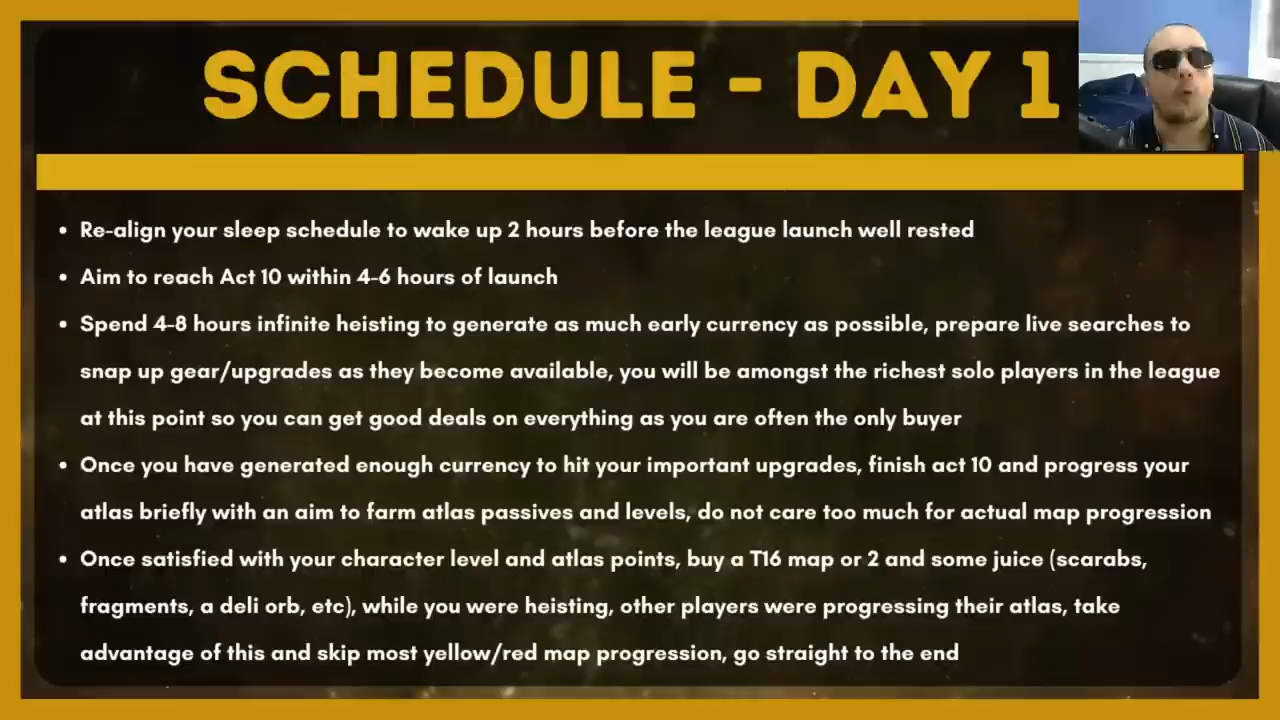 SCHEDULE - DAY 1
• Re-align your sleep schedule to wake up 2 hours before the league launch well rested
• Aim to reach Act 10 within 4-6 hours of launch
• Spend 4-8 hours infinite heisting to generate as much early currency as possible, prepare live searches to
snap up gear/upgrades as they become available, you will be amongst the richest solo players in the league
at this point so you can get good deals on everything as you are often the only buyer
• Once you have generated enough currency to hit your important upgrades, finish act 10 and progress your
atlas briefly with an aim to farm atlas passives and levels, do not care too much for actual map progression
• Once satisfied with your character level and atlas points, buy a T16 map or 2 and some juice (scarabs,
fragments, a deli orb, etc), while you were heisting, other players were progressing their atlas, take
advantage of this and skip most yellow/red map progression, go straight to the end